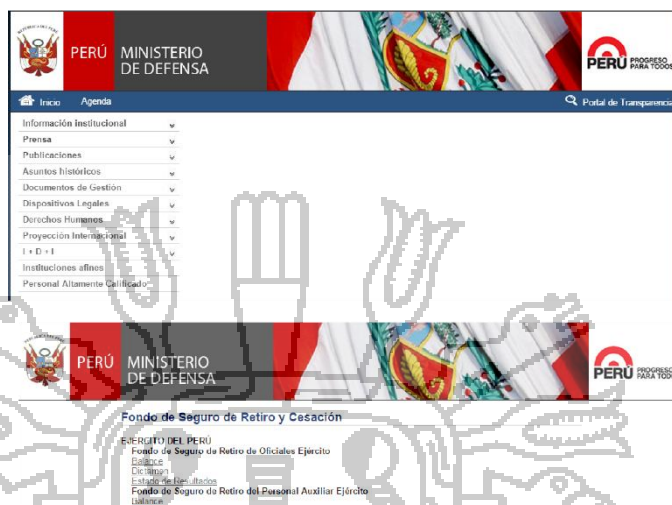 PERÚ MINISTERIO DE DEFENSA
PERÚ PROGRESO PARA TODOS
Inicio Agenda Portal de Transparencia
Información institucional
Prensa
Publicaciones
Asuntos históricos
Documentos de Gestión
Dispositivos Legales
Derechos Humanos
Proyección Internacional
I + D + I
Instituciones afines
Personal Altamente Calificado
PERÚ MINISTERIO DE DEFENSA
PERÚ PROGRESO PARA TODOS
Fondo de Seguro de Retiro y Cesación
EJERCITO DEL PERÚ
Fondo de Seguro de Retiro de Oficiales Ejército
Balance
Dictamen
Estado de Resultados
Fondo de Seguro de Retiro del Personal Auxiliar Ejército
Balance